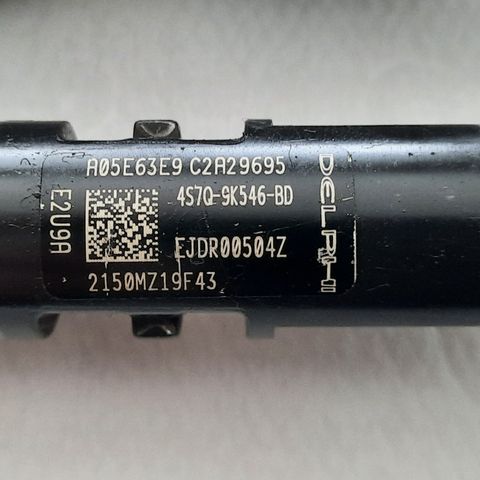 A05E63E9 C2A29695
4S7Q-9K546-BD
EJDR00504Z
2150MZ19F43
E2U9A
DELPHI